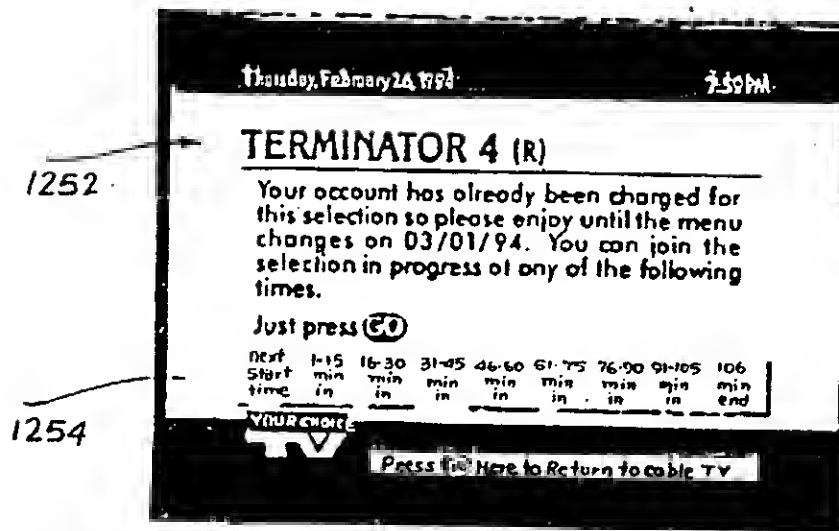 Thursday, February 24, 199
7:50 PM
TERMINATOR 4 (R)
1252
Your account has already been charged for
this selection so please enjoy until the menu
changes on 03/01/94. You can join the
selection in progress at any of the following
times.
Just press GO
next 1-15 16-30 31-45 46-60 61-75 76-90 91-105 106
Start min min min min min min min min
time in in in in in in in end
1254
YOUR CHOICE
Press GO Here to Return to cable TV